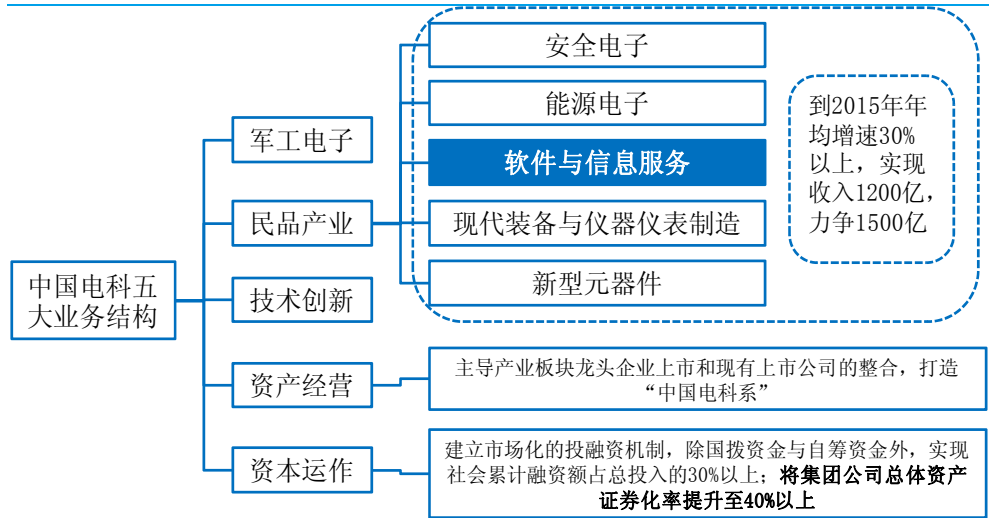 中国电科五
大业务结构
军工电子
民品产业
技术创新
资产经营
资本运作
安全电子
能源电子
软件与信息服务
现代装备与仪器仪表制造
新型元器件
到2015年年
均增速30%
以上，实现
收入1200亿，
力争1500亿
主导产业板块龙头企业上市和现有上市公司的整合，打造
“中国电科系”
建立市场化的投融资机制，除国拨资金与自筹资金外，实现
社会累计融资额占总投入的30%以上；将集团公司总体资产
证券化率提升至40%以上